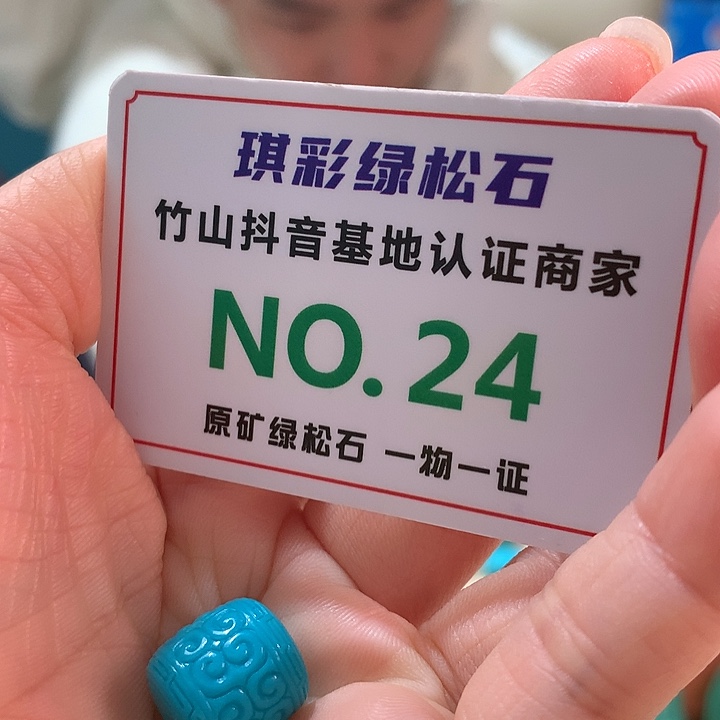 琪彩绿松石
竹山抖音基地认证商家
NO. 24
原矿绿松石 一物一证